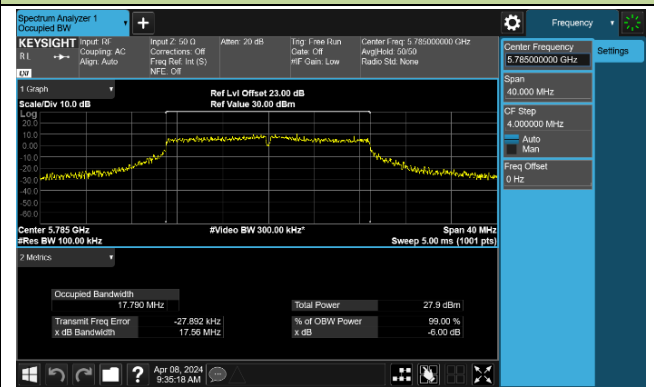 Spectrum Analyzer 1
Occupied BW
Frequency
KEYSIGHT
Input: RF
Coupling: AC
Align: Auto
Input Z: 50 Ω
Corrections: Off
Freq Ref: Int (S)
NFE: Off
Atten: 20 dB
Trig: Free Run
Gate: Off
#IF Gain: Low
Center Freq: 5.785000000 GHz
Avg|Hold: 50/50
Radio Std: None
Center Frequency
5.785000000 GHz
Settings
Span
40.000 MHz
CF Step
4.000000 MHz
Auto
Man
Freq Offset
0 Hz
1 Graph
Scale/Div 10.0 dB
Ref Lvl Offset 23.00 dB
Ref Value 30.00 dBm
Log
20.0
10.0
0.00
-10.0
-20.0
-30.0
-40.0
-50.0
-60.0
Center 5.785 GHz
#Video BW 300.00 kHz*
Span 40 MHz
#Res BW 100.00 kHz
Sweep 5.00 ms (1001 pts)
2 Metrics
Occupied Bandwidth
17.790 MHz
Total Power 27.9 dBm
Transmit Freq Error -27.892 kHz
% of OBW Power 99.00 %
x dB Bandwidth 17.56 MHz
x dB -6.00 dB
Apr 08, 2024
9:35:18 AM